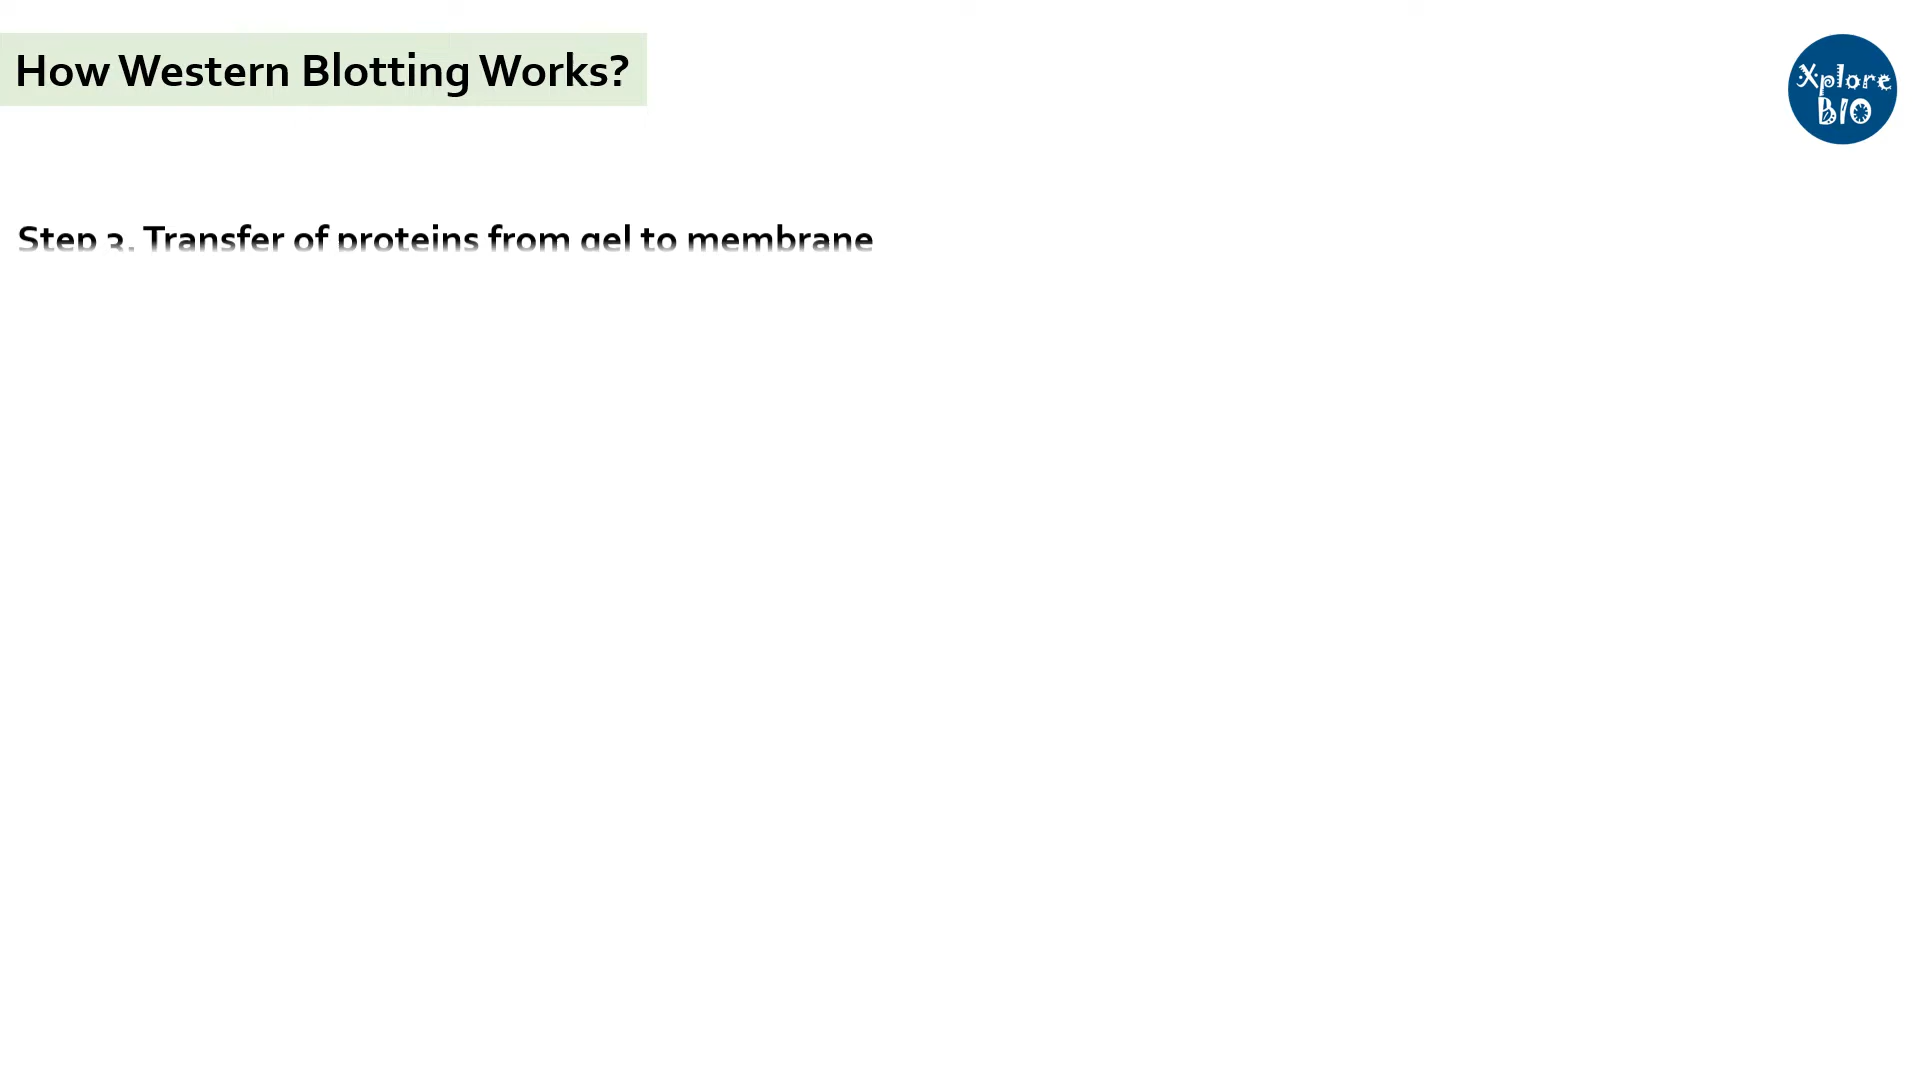 How Western Blotting Works?
Xplore
BIO
Step 3. Transfer of proteins from gel to membrane